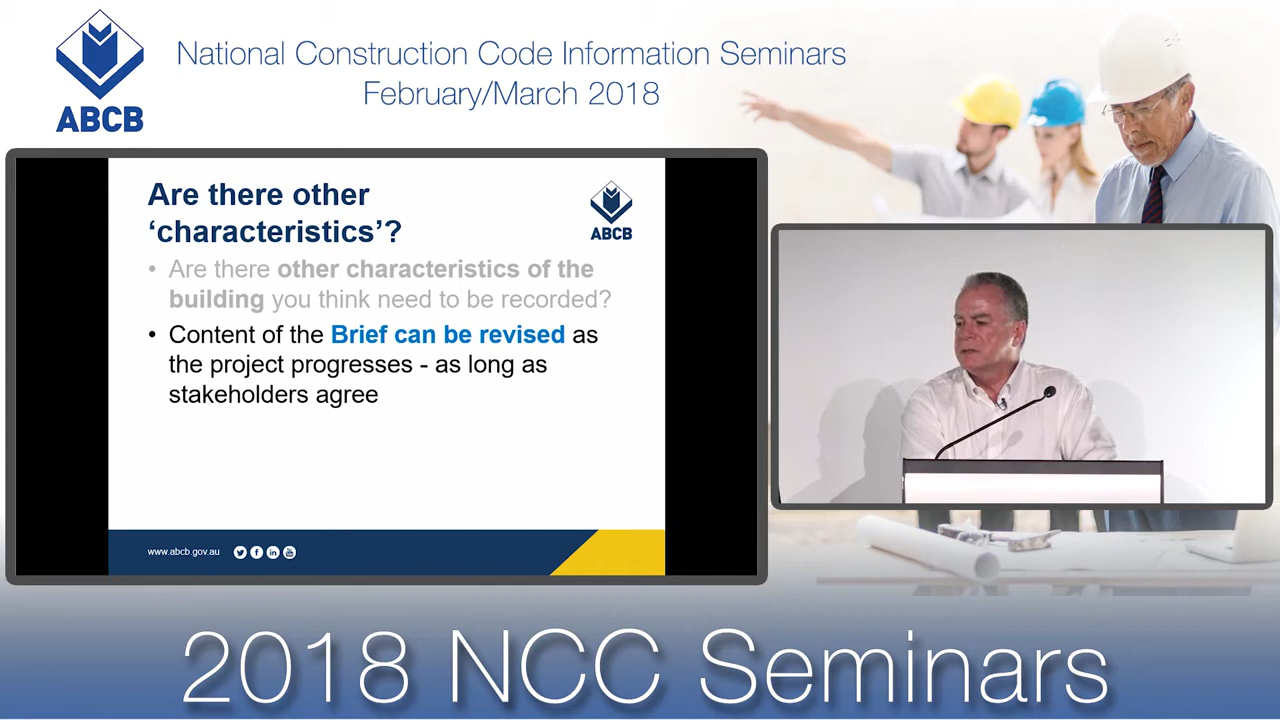 ABCB
National Construction Code Information Seminars
February/March 2018
Are there other
‘characteristics’?
ABCB
• Are there other characteristics of the
building you think need to be recorded?
• Content of the Brief can be revised as
the project progresses - as long as
stakeholders agree
www.abcb.gov.au
2018 NCC Seminars